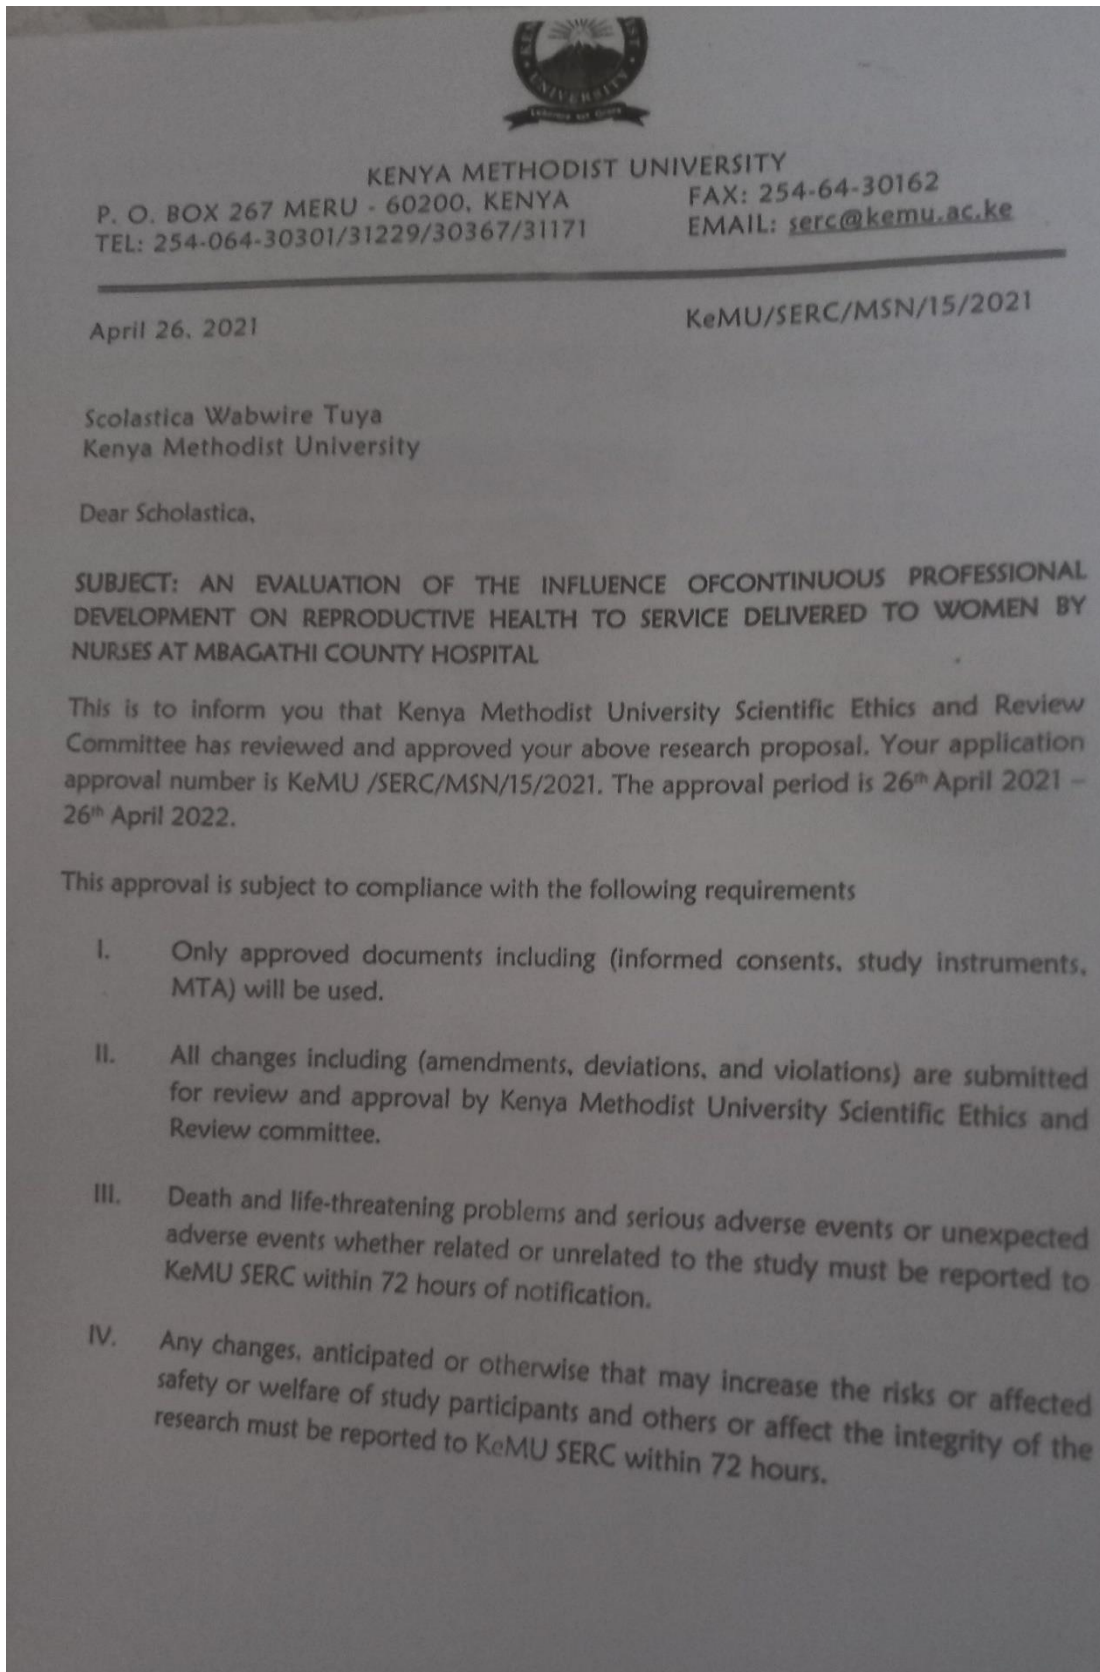 KEN
ST
UNIVERSITY
KENYA METHODIST UNIVERSITY
P. O. BOX 267 MERU - 60200, KENYA
FAX: 254-64-30162
TEL: 254-064-30301/31229/30367/31171
EMAIL: serc@kemu.ac.ke
April 26, 2021
KeMU/SERC/MSN/15/2021
Scolastica Wabwire Tuya
Kenya Methodist University
Dear Scholastica,
SUBJECT: AN EVALUATION OF THE INFLUENCE OFCONTINUOUS PROFESSIONAL
DEVELOPMENT ON REPRODUCTIVE HEALTH TO SERVICE DELIVERED TO WOMEN BY
NURSES AT MBAGATHI COUNTY HOSPITAL
This is to inform you that Kenya Methodist University Scientific Ethics and Review
Committee has reviewed and approved your above research proposal. Your application
approval number is KeMU /SERC/MSN/15/2021. The approval period is 26th April 2021 –
26th April 2022.
This approval is subject to compliance with the following requirements
I. Only approved documents including (informed consents, study instruments,
MTA) will be used.
II. All changes including (amendments, deviations, and violations) are submitted
for review and approval by Kenya Methodist University Scientific Ethics and
Review committee.
III. Death and life-threatening problems and serious adverse events or unexpected
adverse events whether related or unrelated to the study must be reported to
KeMU SERC within 72 hours of notification.
IV. Any changes, anticipated or otherwise that may increase the risks or affected
safety or welfare of study participants and others or affect the integrity of the
research must be reported to KeMU SERC within 72 hours.